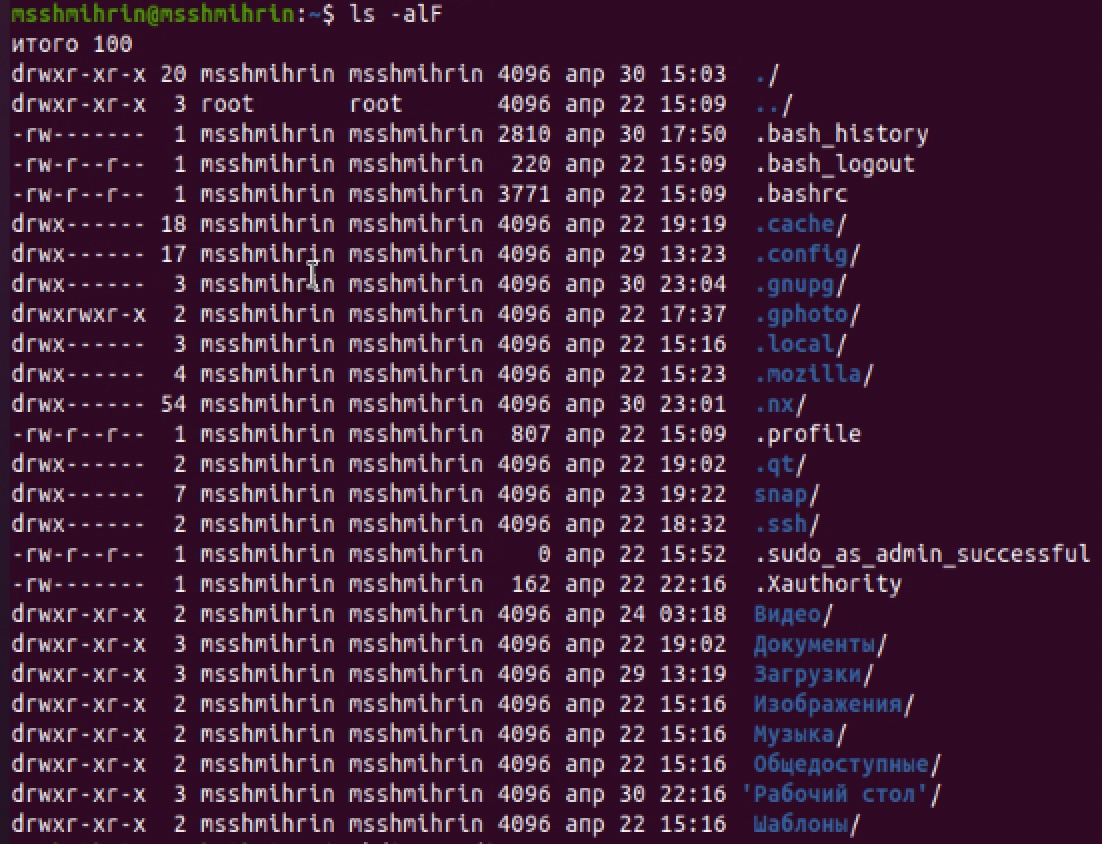 msshmihrin@msshmihrin:~$ ls -alF
итого 100
drwxr-xr-x 20 msshmihrin msshmihrin 4096 апр 30 15:03 ./
drwxr-xr-x 3 root root 4096 апр 22 15:09 ../
-rw------- 1 msshmihrin msshmihrin 2810 апр 30 17:50 .bash_history
-rw-r--r-- 1 msshmihrin msshmihrin 220 апр 22 15:09 .bash_logout
-rw-r--r-- 1 msshmihrin msshmihrin 3771 апр 22 15:09 .bashrc
drwx------ 18 msshmihrin msshmihrin 4096 апр 22 19:19 .cache/
drwx------ 17 msshmihrin msshmihrin 4096 апр 29 13:23 .config/
drwx------ 3 msshmihrin msshmihrin 4096 апр 30 23:04 .gnupg/
drwxrwxr-x 2 msshmihrin msshmihrin 4096 апр 22 17:37 .gphoto/
drwx------ 3 msshmihrin msshmihrin 4096 апр 22 15:16 .local/
drwx------ 4 msshmihrin msshmihrin 4096 апр 22 15:23 .mozilla/
drwx------ 54 msshmihrin msshmihrin 4096 апр 30 23:01 .nx/
-rw-r--r-- 1 msshmihrin msshmihrin 807 апр 22 15:09 .profile
drwx------ 2 msshmihrin msshmihrin 4096 апр 22 19:02 .qt/
drwx------ 7 msshmihrin msshmihrin 4096 апр 23 19:22 snap/
drwx------ 2 msshmihrin msshmihrin 4096 апр 22 18:32 .ssh/
-rw-r--r-- 1 msshmihrin msshmihrin 0 апр 22 15:52 .sudo_as_admin_successful
-rw------- 1 msshmihrin msshmihrin 162 апр 22 22:16 .Xauthority
drwxr-xr-x 2 msshmihrin msshmihrin 4096 апр 24 03:18 Видео/
drwxr-xr-x 3 msshmihrin msshmihrin 4096 апр 22 19:02 Документы/
drwxr-xr-x 3 msshmihrin msshmihrin 4096 апр 29 13:19 Загрузки/
drwxr-xr-x 2 msshmihrin msshmihrin 4096 апр 22 15:16 Изображения/
drwxr-xr-x 2 msshmihrin msshmihrin 4096 апр 22 15:16 Музыка/
drwxr-xr-x 2 msshmihrin msshmihrin 4096 апр 22 15:16 Общедоступные/
drwxr-xr-x 3 msshmihrin msshmihrin 4096 апр 30 22:16 'Рабочий стол'/
drwxr-xr-x 2 msshmihrin msshmihrin 4096 апр 22 15:16 Шаблоны/